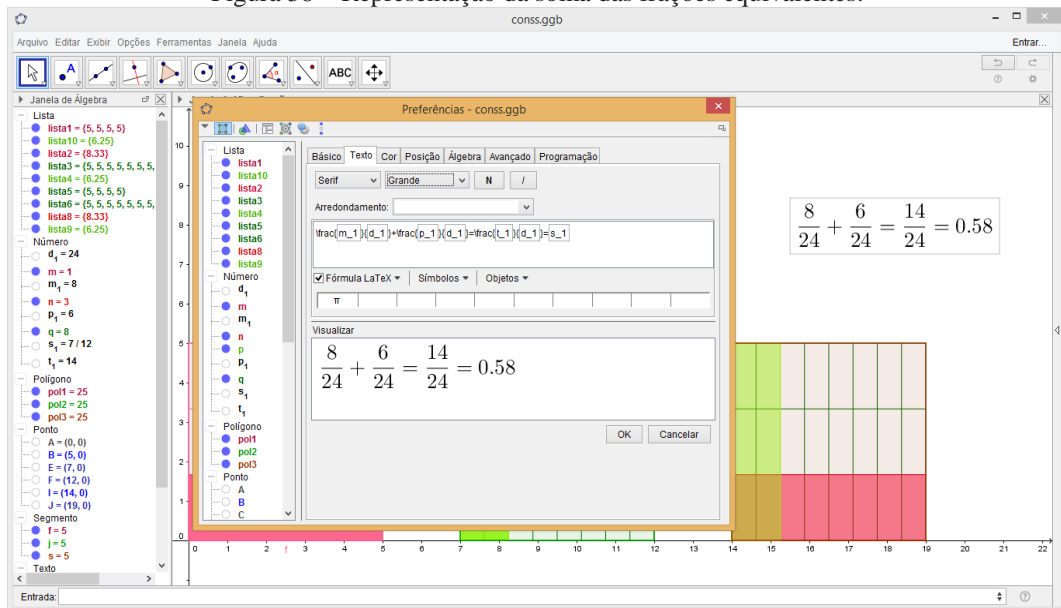 Figura 38 – Representação da soma das frações equivalentes.
conss.ggb
Arquivo Editar Exibir Opções Ferramentas Janela Ajuda
Entrar...
A
ABC
Janela de Álgebra
Lista
lista1 = {5, 5, 5, 5}
lista10 = {6.25}
lista2 = {8.33}
lista3 = {5, 5, 5, 5, 5, 5, 5,
lista4 = {6.25}
lista5 = {5, 5, 5, 5}
lista6 = {5, 5, 5, 5, 5, 5, 5,
lista8 = {8.33}
lista9 = {6.25}
Número
d₁ = 24
m = 1
m₁ = 8
n = 3
p₁ = 6
q = 8
s₁ = 7 / 12
t₁ = 14
Polígono
pol1 = 25
pol2 = 25
pol3 = 25
Ponto
A = (0, 0)
B = (5, 0)
E = (7, 0)
F = (12, 0)
I = (14, 0)
J = (19, 0)
Segmento
f = 5
j = 5
s = 5
Texto
Preferências - conss.ggb
Lista
lista1
lista10
lista2
lista3
lista4
lista5
lista6
lista8
lista9
Número
d₁
m
m₁
n
p
p₁
q
s₁
t₁
Polígono
pol1
pol2
pol3
Ponto
A
B
C
Básico Texto Cor Posição Álgebra Avançado Programação
Serif Grande N I
Arredondamento:
\frac{m_1}{d_1}+\frac{p_1}{d_1}=\frac{t_1}{d_1}=s_1
Fórmula LaTeX Símbolos Objetos
π
Visualizar
8/24 + 6/24 = 14/24 = 0.58
OK Cancelar
8/24 + 6/24 = 14/24 = 0.58
10
9
8
7
6
5
4
3
2
1
0
0 1 2 f 3 4 5 6 7 8 9 10 11 12 13 14 15 16 17 18 19 20 21 22
Entrada: